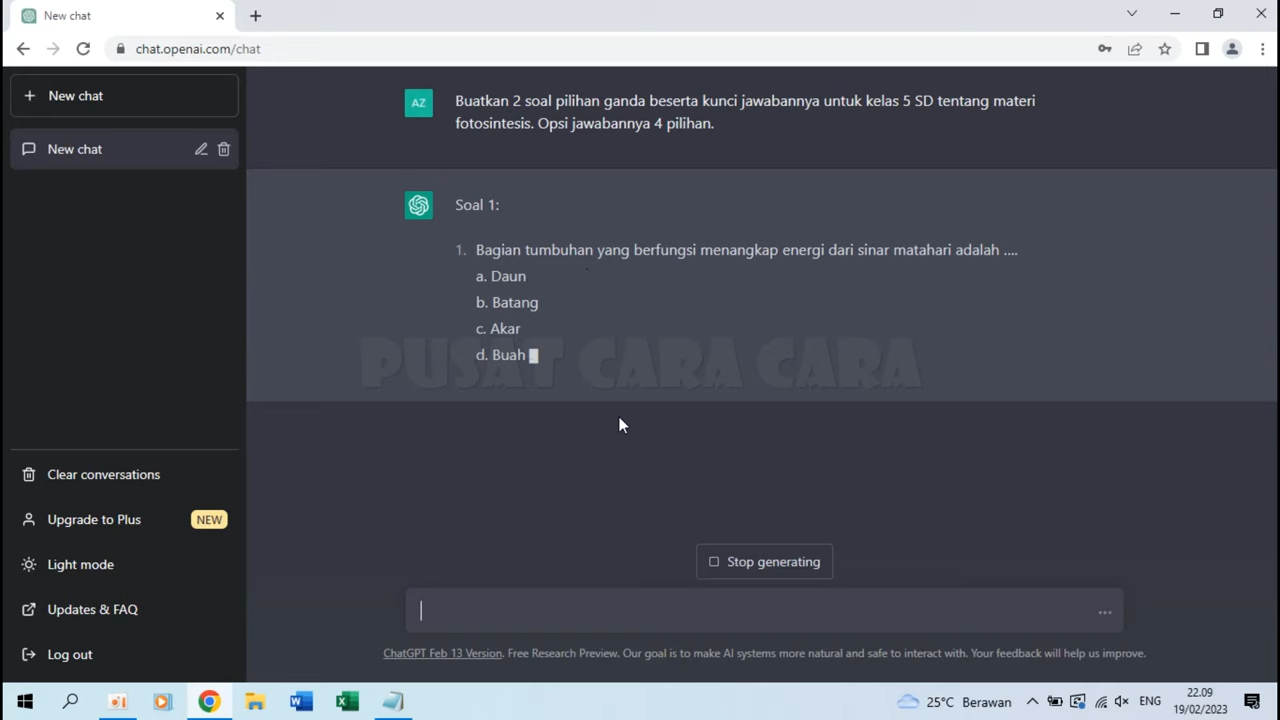 New chat
chat.openai.com/chat
New chat
New chat
Clear conversations
Upgrade to Plus NEW
Light mode
Updates & FAQ
Log out
AZ
Buatkan 2 soal pilihan ganda beserta kunci jawabannya untuk kelas 5 SD tentang materi
fotosintesis. Opsi jawabannya 4 pilihan.
Soal 1:
1. Bagian tumbuhan yang berfungsi menangkap energi dari sinar matahari adalah ....
a. Daun
b. Batang
c. Akar
d. Buah
PUSAT CARA CARA
Stop generating
ChatGPT Feb 13 Version. Free Research Preview. Our goal is to make AI systems more natural and safe to interact with. Your feedback will help us improve.
25°C Berawan
ENG
22.09
19/02/2023